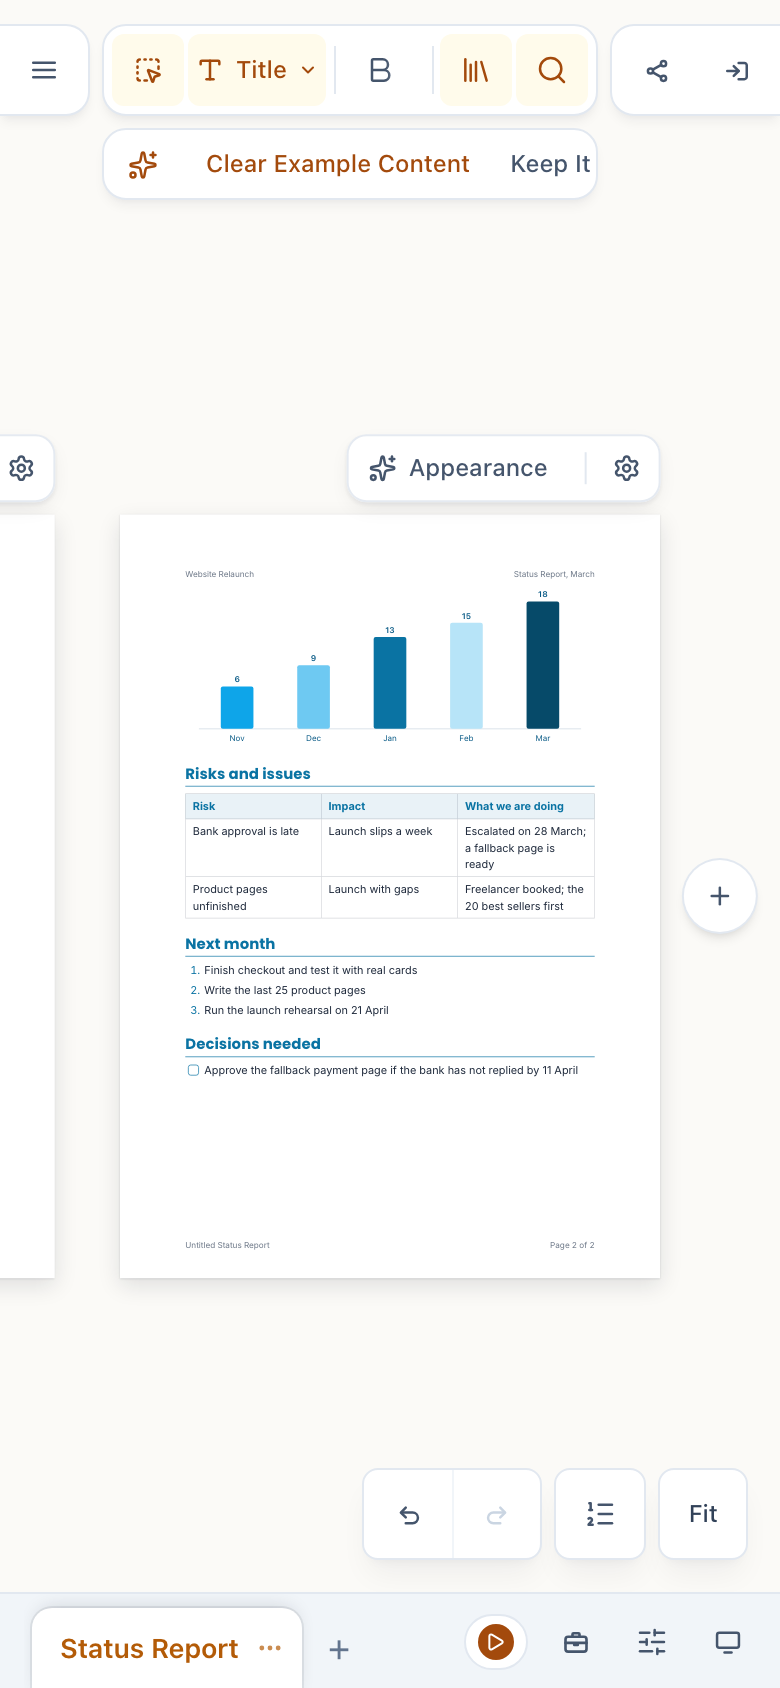 Title
B
Clear Example Content
Keep It
Appearance
Website Relaunch
Status Report, March
18
15
13
9
6
Nov
Dec
Jan
Feb
Mar
Risks and issues
Risk
Impact
What we are doing
Bank approval is late
Launch slips a week
Escalated on 28 March;
a fallback page is
ready
Product pages
unfinished
Launch with gaps
Freelancer booked; the
20 best sellers first
Next month
1. Finish checkout and test it with real cards
2. Write the last 25 product pages
3. Run the launch rehearsal on 21 April
Decisions needed
Approve the fallback payment page if the bank has not replied by 11 April
Untitled Status Report
Page 2 of 2
Fit
Status Report